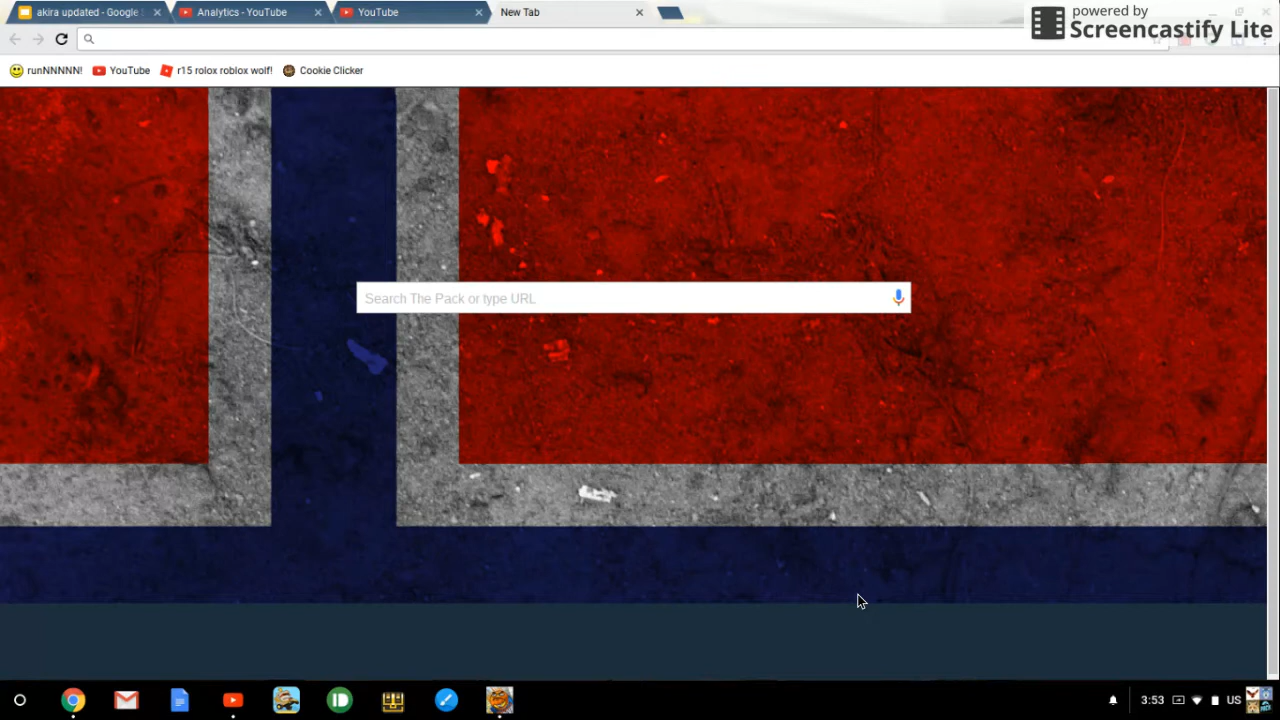 akira updated - Google
Analytics - YouTube
YouTube
New Tab
powered by
Screencastify Lite
runNNNNN!
YouTube
r15 rolox roblox wolf!
Cookie Clicker
Search The Pack or type URL
3:53
US